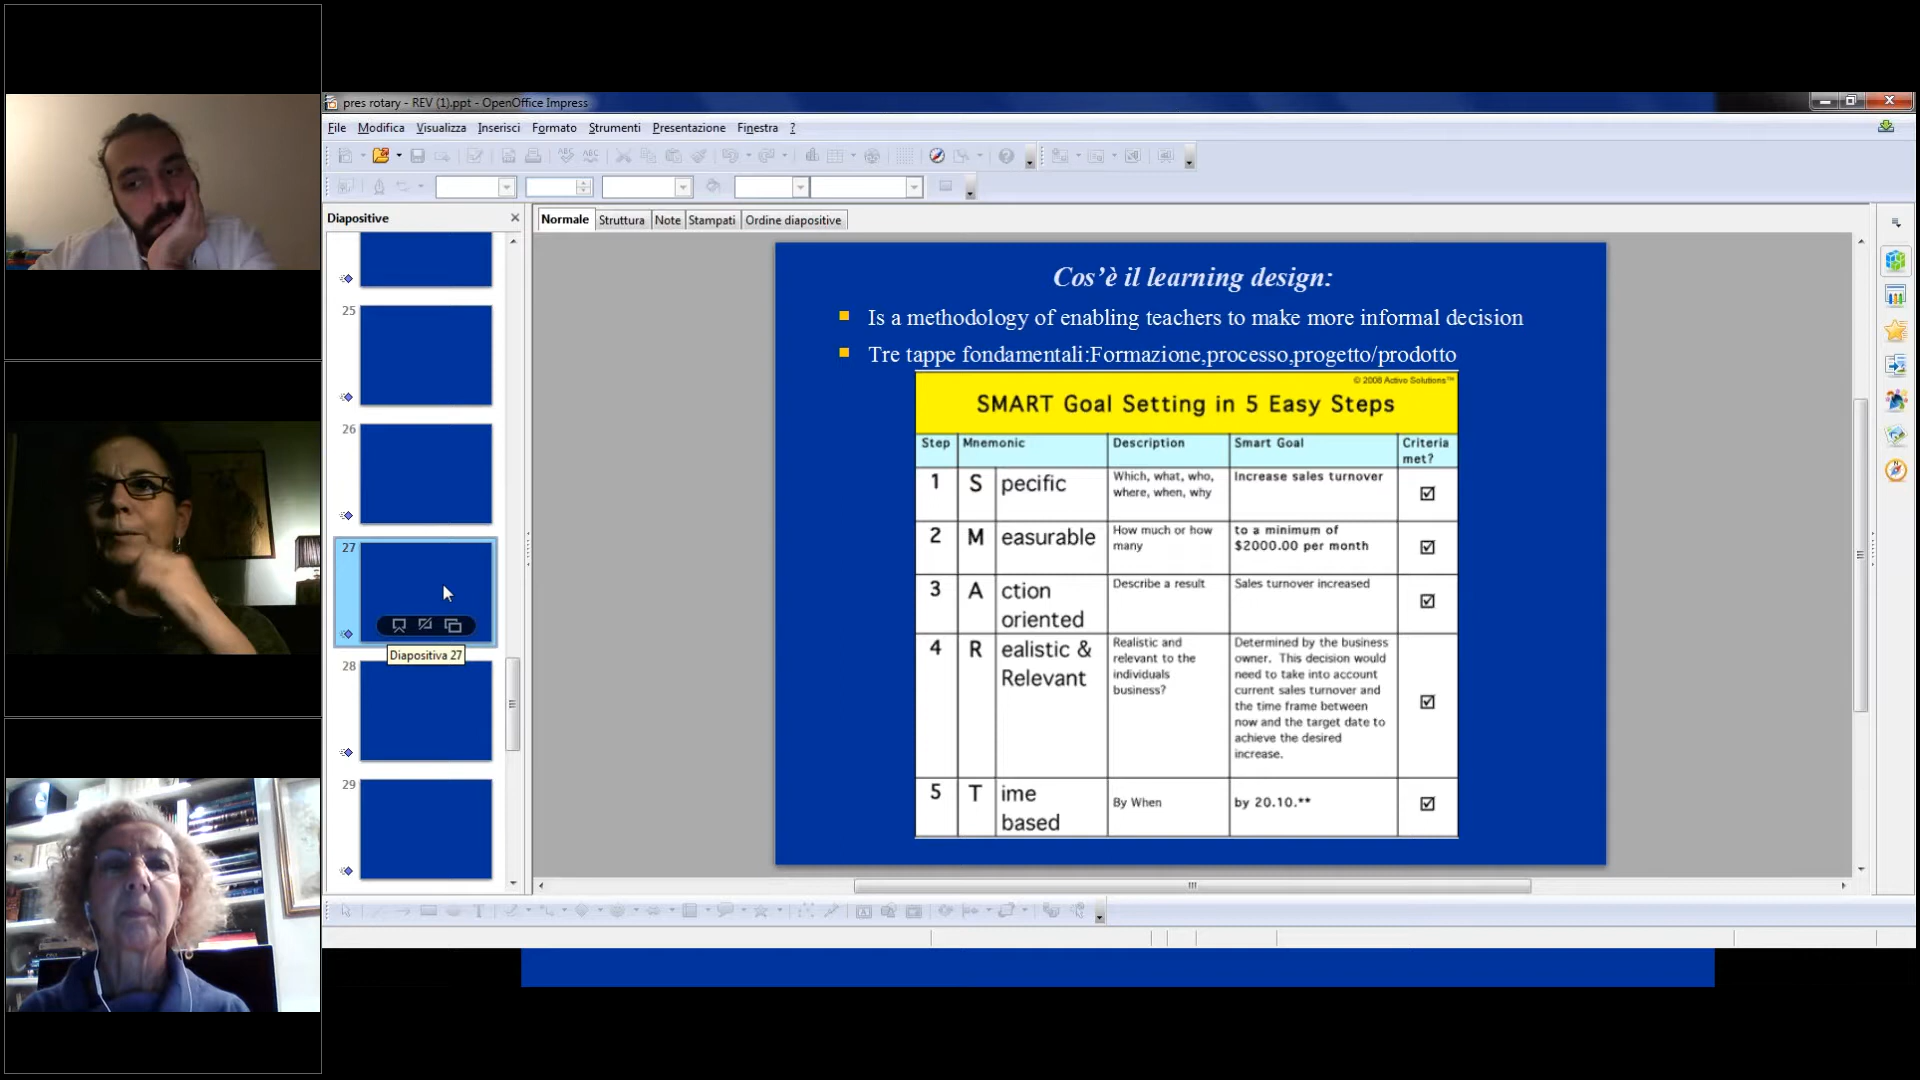 pres rotary - REV (1).ppt - OpenOffice Impress
File Modifica Visualizza Inserisci Formato Strumenti Presentazione Finestra ?
Diapositive
Normale Struttura Note Stampati Ordine diapositive
25
26
27
Diapositiva 27
28
29
Cos’è il learning design:
Is a methodology of enabling teachers to make more informal decision
Tre tappe fondamentali:Formazione,processo,progetto/prodotto
© 2008 Activo Solutions™
SMART Goal Setting in 5 Easy Steps
Step Mnemonic Description Smart Goal Criteria
met?
1 S pecific Which, what, who, Increase sales turnover
where, when, why
2 M easurable How much or how to a minimum of
many $2000.00 per month
3 A ction Describe a result Sales turnover increased
oriented
4 R ealistic & Realistic and Determined by the business
Relevant relevant to the owner. This decision would
individuals need to take into account
business? current sales turnover and
the time frame between
now and the target date to
achieve the desired
increase.
5 T ime By When by 20.10.**
based